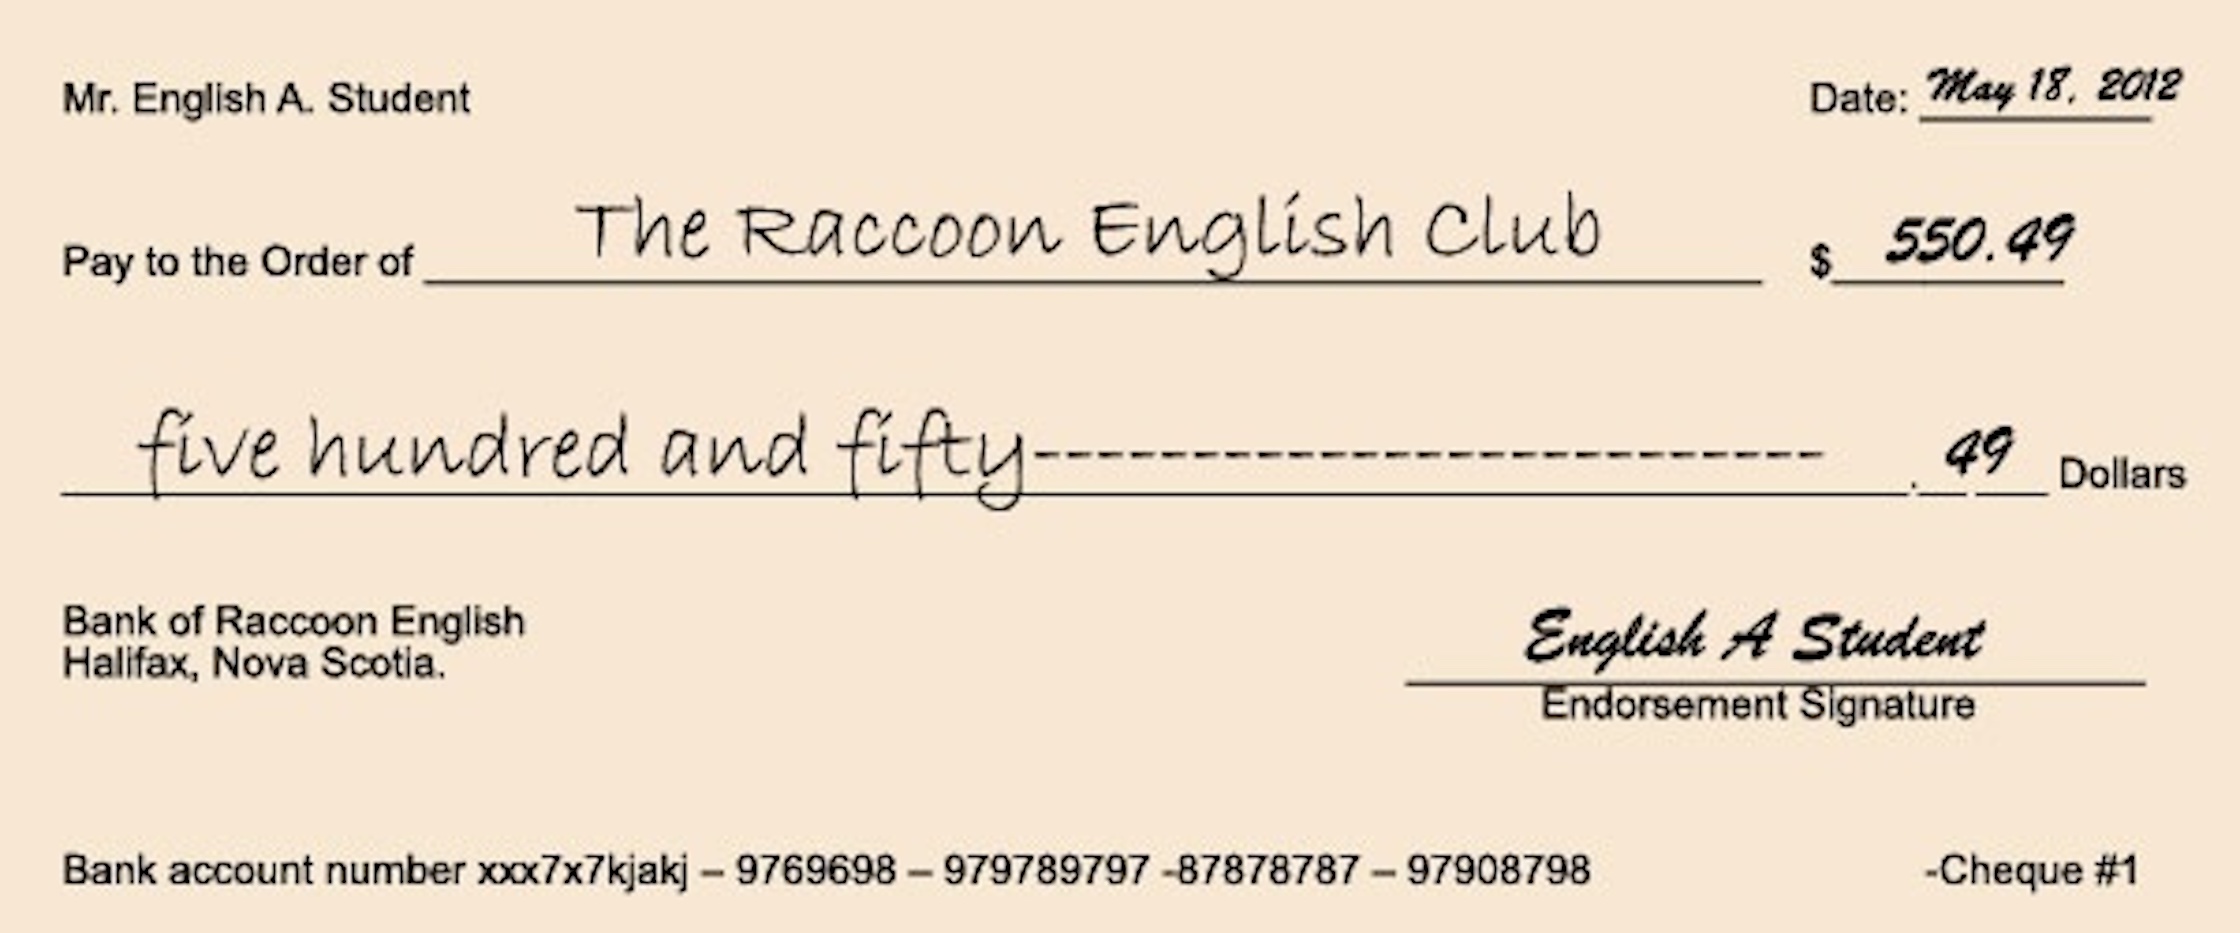 Mr. English A. Student Date: May 18, 2012
Pay to the Order of The Raccoon English Club $ 550.49
five hundred and fifty--------------------------- . 49 Dollars
Bank of Raccoon English
Halifax, Nova Scotia.
English A Student
Endorsement Signature
Bank account number xxx7x7kjakj – 9769698 – 979789797 -87878787 – 97908798 -Cheque #1